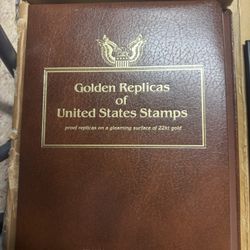 Golden Replicas
of
United States Stamps
proof replicas on a gleaming surface of 22kt gold